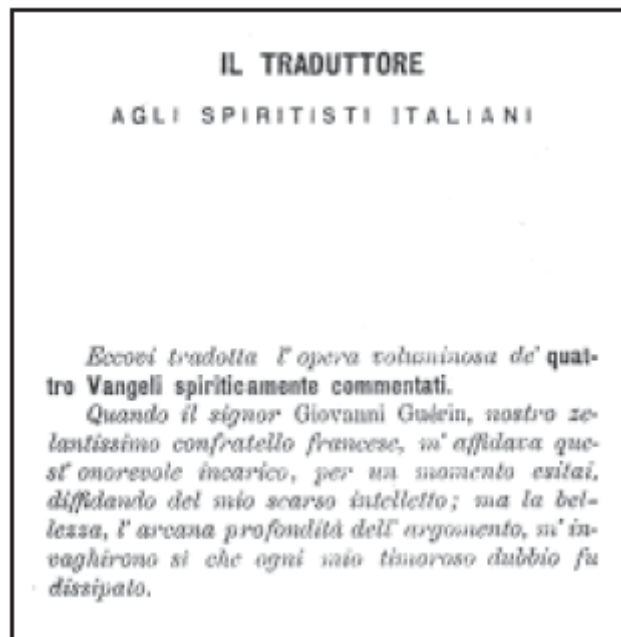 IL TRADUTTORE
AGLI SPIRITISTI ITALIANI
Eccovi tradotta l' opera voluminosa de' quat-
tro Vangeli spiriticamente commentati.
Quando il signor Giovanni Guérin, nostro ze-
lantissimo confratello francese, m' affidava que-
st' onorevole incarico, per un momento esitai,
diffidando del mio scarso intelletto; ma la bel-
lezza, l' arcana profondità dell' argomento, m' in-
vaghirono sì che ogni mio timoroso dubbio fu
dissipato.